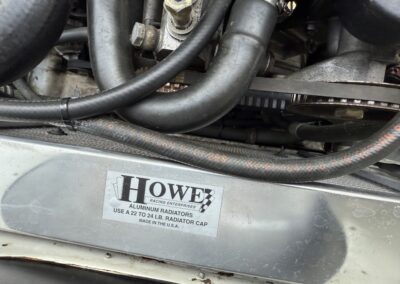 HOWE
RACING ENTERPRISES
ALUMINUM RADIATORS
USE A 22 TO 24 LB. RADIATOR CAP
MADE IN THE U.S.A.